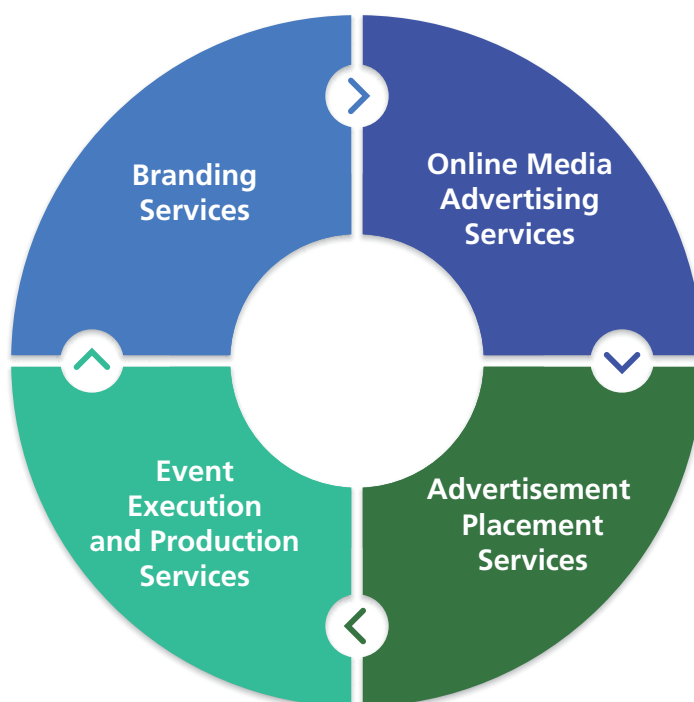 Branding
Services
Online Media
Advertising
Services
Event
Execution
and Production
Services
Advertisement
Placement
Services